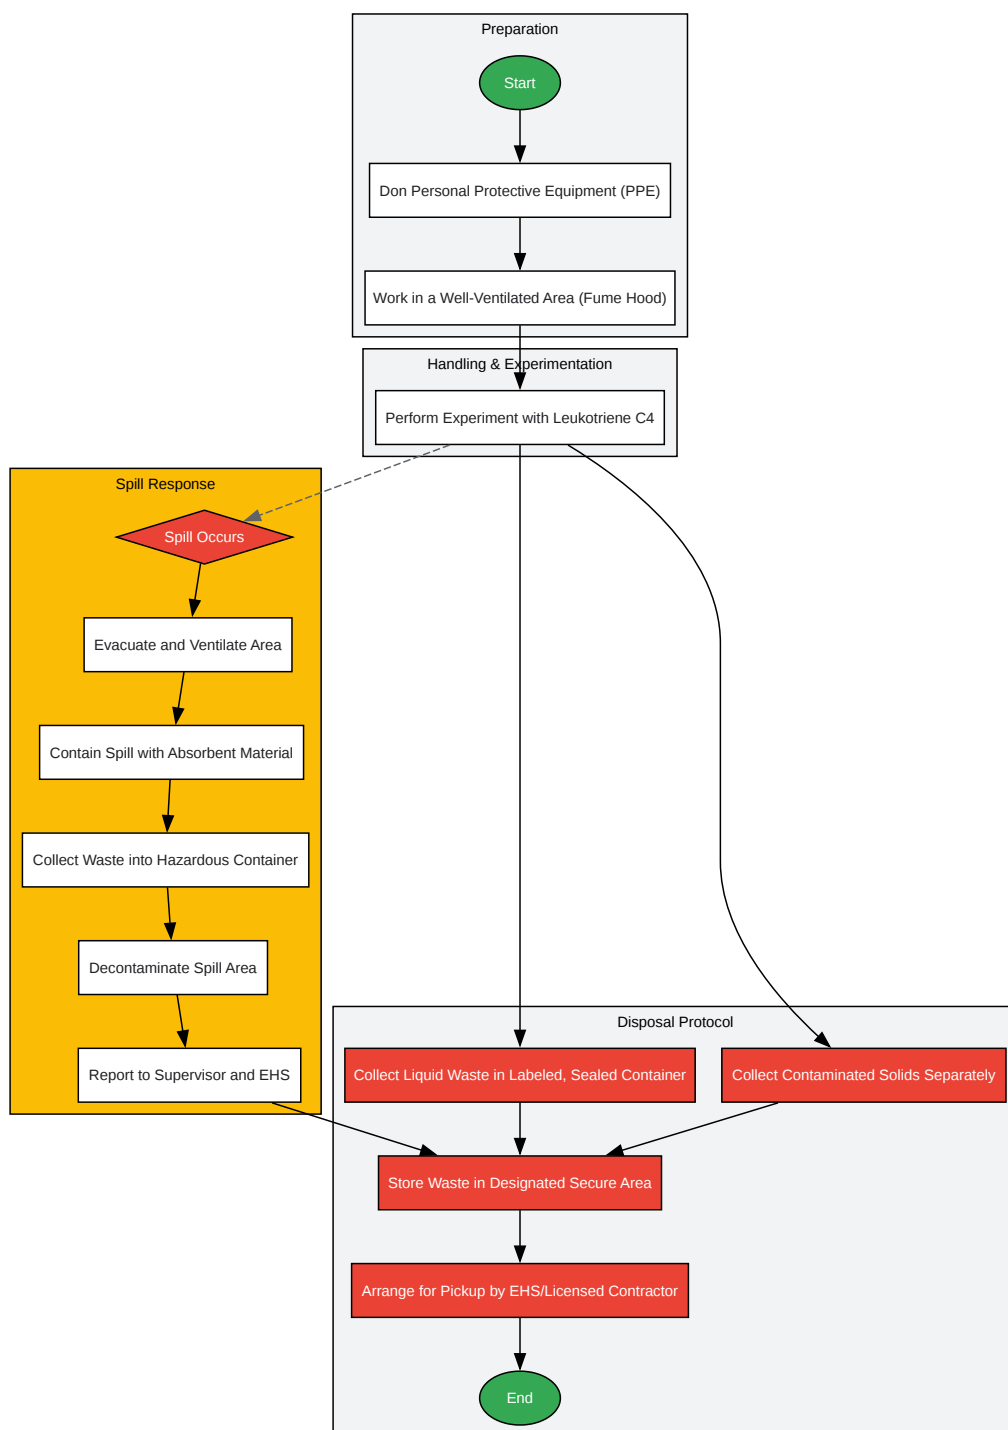 Preparation
Start
Don Personal Protective Equipment (PPE)
Work in a Well-Ventilated Area (Fume Hood)
Handling & Experimentation
Perform Experiment with Leukotriene C4
Spill Response
Spill Occurs
Evacuate and Ventilate Area
Contain Spill with Absorbent Material
Collect Waste into Hazardous Container
Decontaminate Spill Area
Report to Supervisor and EHS
Disposal Protocol
Collect Liquid Waste in Labeled, Sealed Container
Collect Contaminated Solids Separately
Store Waste in Designated Secure Area
Arrange for Pickup by EHS/Licensed Contractor
End